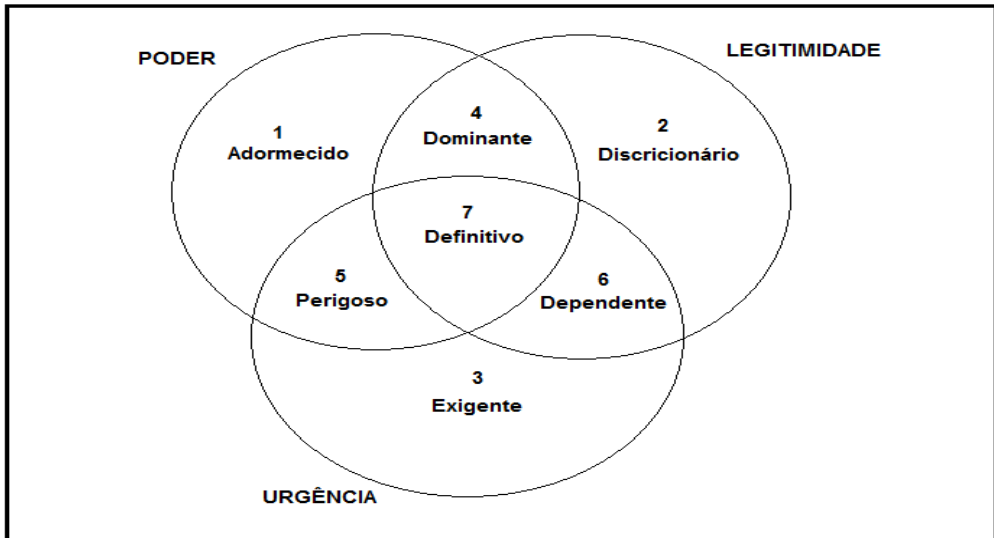 PODER
LEGITIMIDADE
1
Adormecido
4
Dominante
2
Discricionário
7
Definitivo
5
Perigoso
6
Dependente
3
Exigente
URGÊNCIA